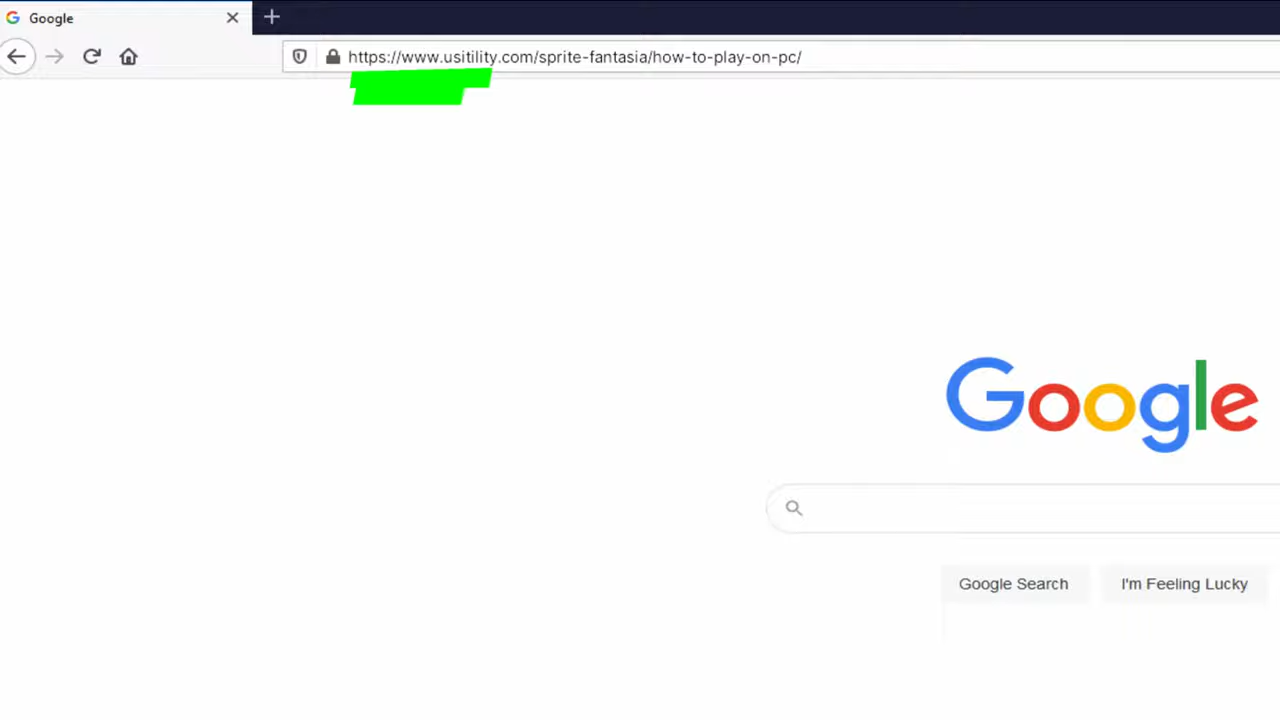 Google
https://www.usitility.com/sprite-fantasia/how-to-play-on-pc/
Google
Google Search
I'm Feeling Lucky